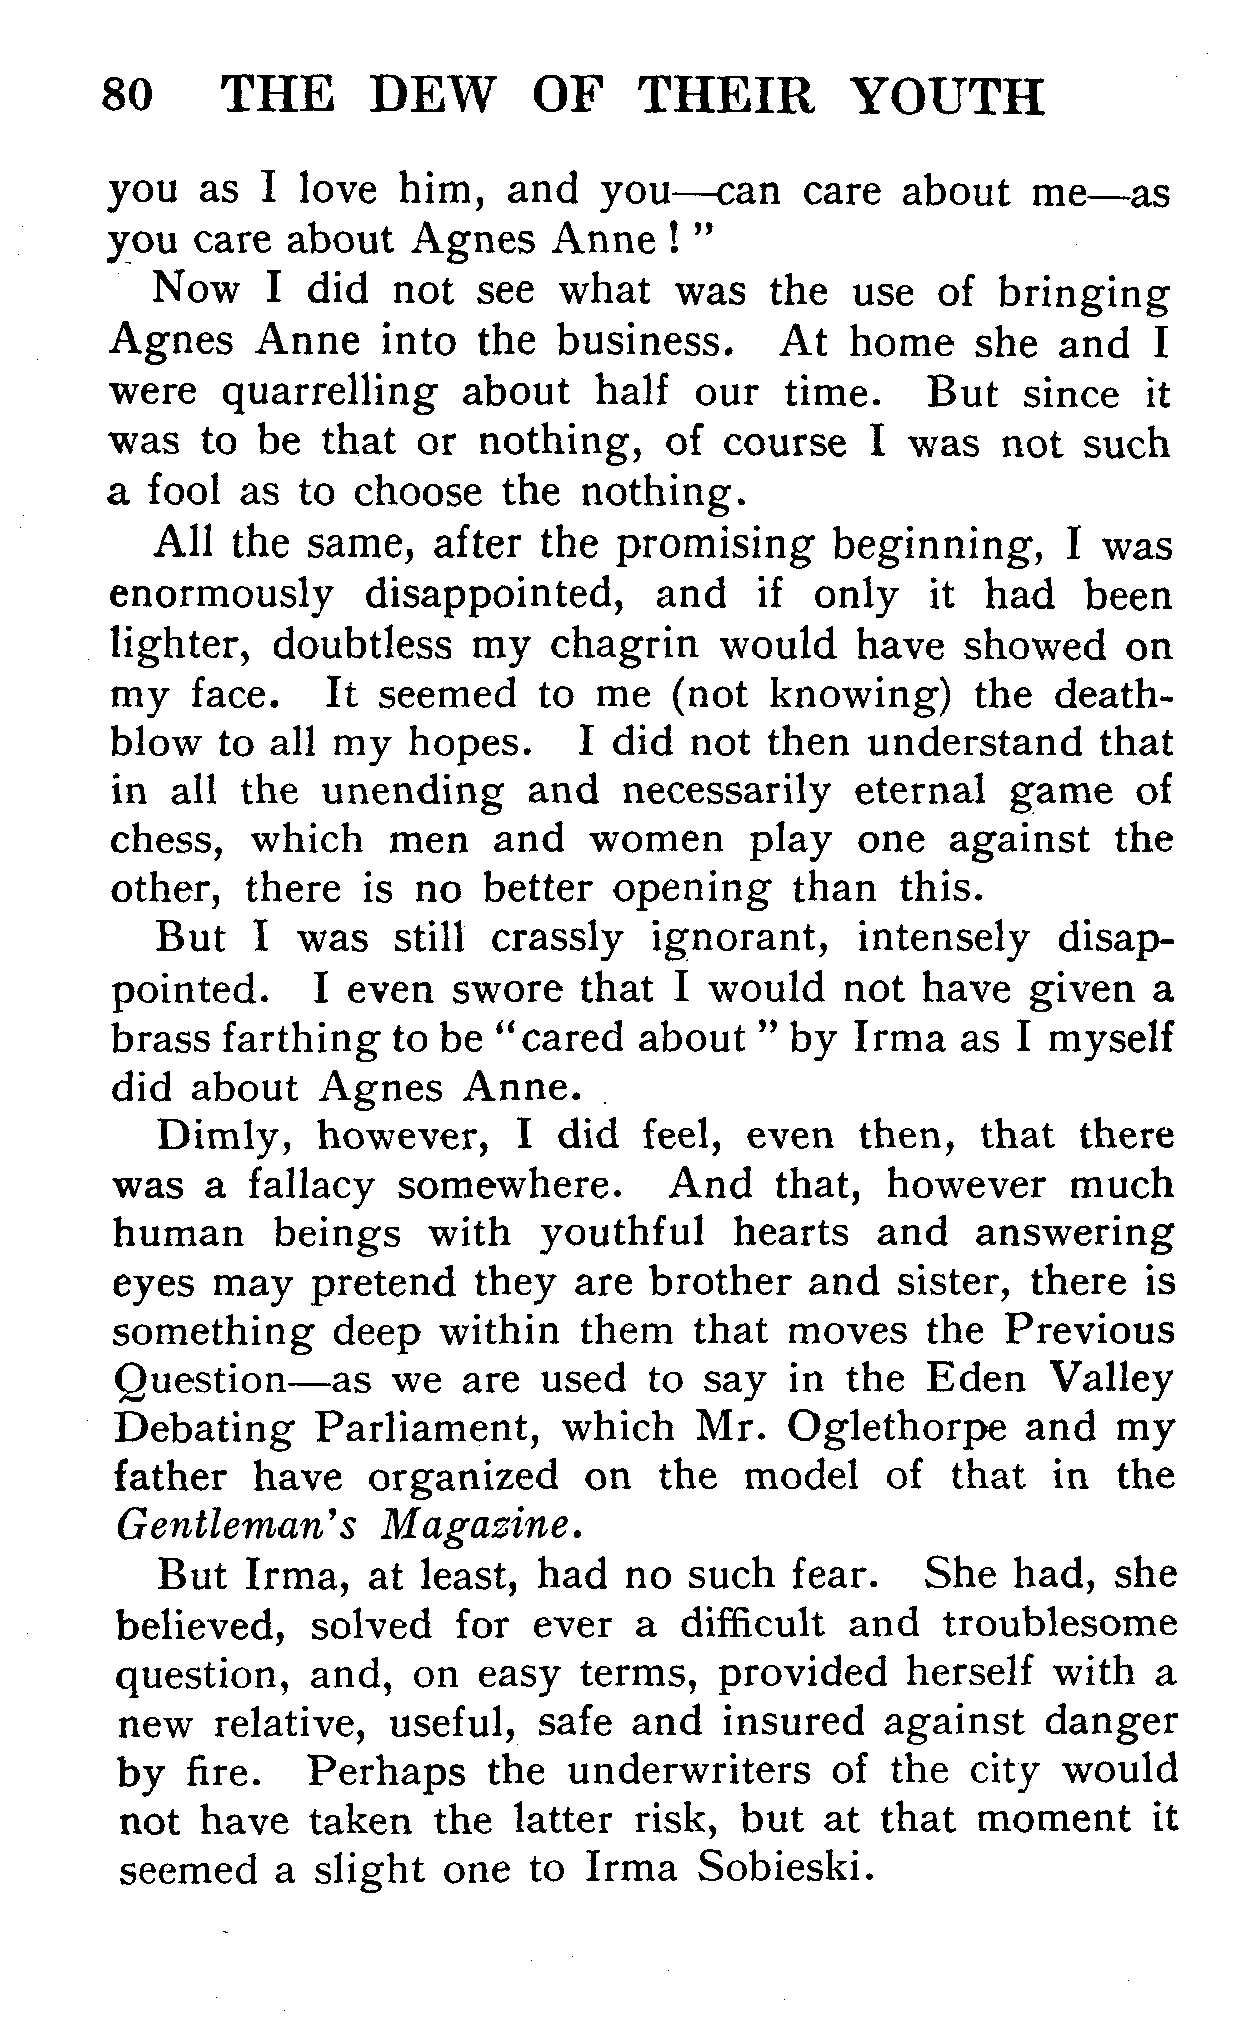 80 THE DEW OF THEIR YOUTH
you as I love him, and you—can care about me—as
you care about Agnes Anne ! ”
Now I did not see what was the use of bringing
Agnes Anne into the business. At home she and I
were quarrelling about half our time. But since it
was to be that or nothing, of course I was not such
a fool as to choose the nothing.
All the same, after the promising beginning, I was
enormously disappointed, and if only it had been
lighter, doubtless my chagrin would have showed on
my face. It seemed to me (not knowing) the death-
blow to all my hopes. I did not then understand that
in all the unending and necessarily eternal game of
chess, which men and women play one against the
other, there is no better opening than this.
But I was still crassly ignorant, intensely disap-
pointed. I even swore that I would not have given a
brass farthing to be “cared about ” by Irma as I myself
did about Agnes Anne.
Dimly, however, I did feel, even then, that there
was a fallacy somewhere. And that, however much
human beings with youthful hearts and answering
eyes may pretend they are brother and sister, there is
something deep within them that moves the Previous
Question—as we are used to say in the Eden Valley
Debating Parliament, which Mr. Oglethorpe and my
father have organized on the model of that in the
Gentleman's Magazine.
But Irma, at least, had no such fear. She had, she
believed, solved for ever a difficult and troublesome
question, and, on easy terms, provided herself with a
new relative, useful, safe and insured against danger
by fire. Perhaps the underwriters of the city would
not have taken the latter risk, but at that moment it
seemed a slight one to Irma Sobieski.